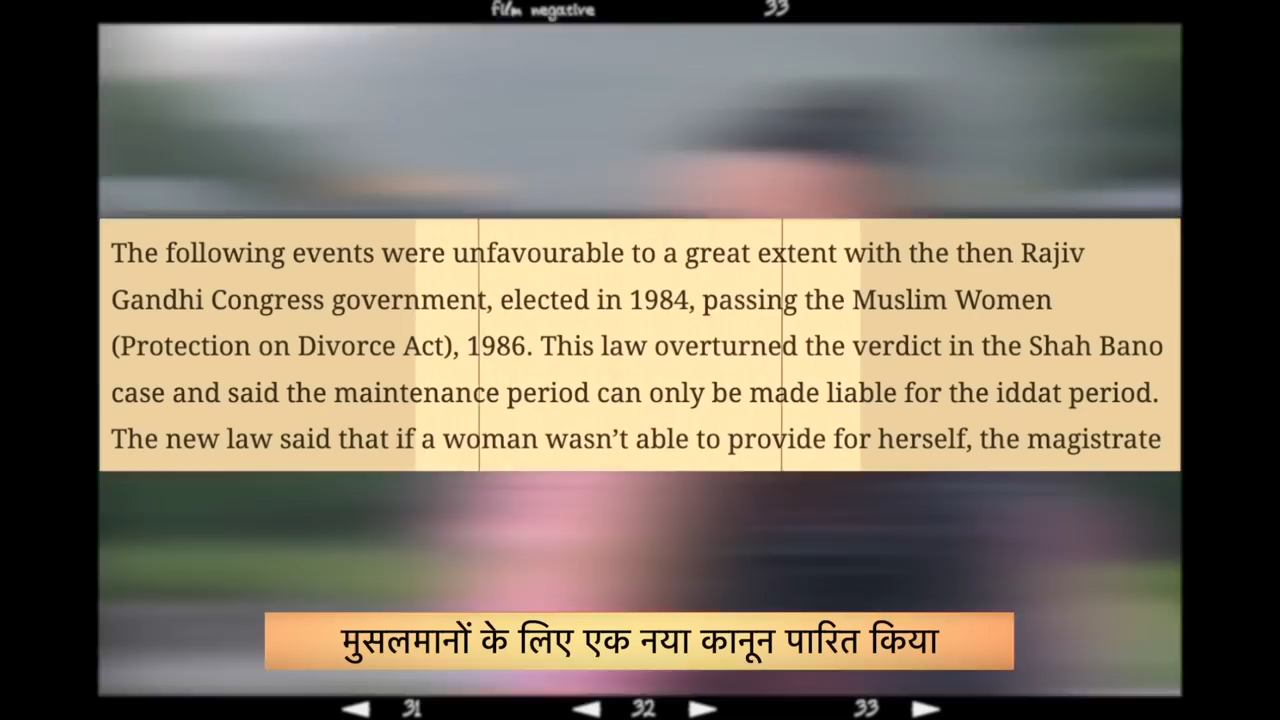 film negative 33
The following events were unfavourable to a great extent with the then Rajiv
Gandhi Congress government, elected in 1984, passing the Muslim Women
(Protection on Divorce Act), 1986. This law overturned the verdict in the Shah Bano
case and said the maintenance period can only be made liable for the iddat period.
The new law said that if a woman wasn’t able to provide for herself, the magistrate
मुसलमानों के लिए एक नया कानून पारित किया
31 32 33